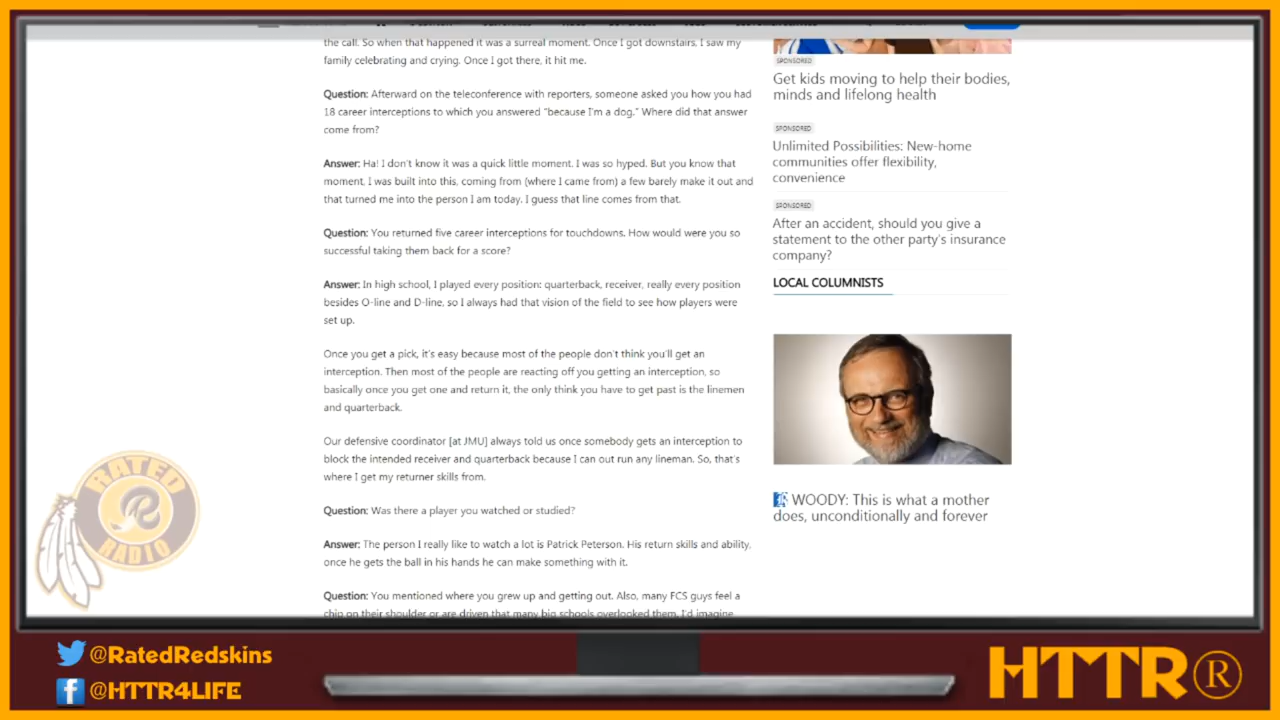 the call. So when that happened it was a surreal moment. Once I got downstairs, I saw my
family celebrating and crying. Once I got there, it hit me.
Question: Afterward on the teleconference with reporters, someone asked you how you had
18 career interceptions to which you answered "because I'm a dog." Where did that answer
come from?
Answer: Ha! I don't know it was a quick little moment. I was so hyped. But you know that
moment, I was built into this, coming from (where I came from) a few barely make it out and
that turned me into the person I am today. I guess that line comes from that.
Question: You returned five career interceptions for touchdowns. How would were you so
successful taking them back for a score?
Answer: In high school, I played every position: quarterback, receiver, really every position
besides O-line and D-line, so I always had that vision of the field to see how players were
set up.
Once you get a pick, it's easy because most of the people don't think you'll get an
interception. Then most of the people are reacting off you getting an interception, so
basically once you get one and return it, the only think you have to get past is the linemen
and quarterback.
Our defensive coordinator [at JMU] always told us once somebody gets an interception to
block the intended receiver and quarterback because I can out run any lineman. So, that's
where I get my returner skills from.
Question: Was there a player you watched or studied?
Answer: The person I really like to watch a lot is Patrick Peterson. His return skills and ability,
once he gets the ball in his hands he can make something with it.
Question: You mentioned where you grew up and getting out. Also, many FCS guys feel a
chip on their shoulder or are driven that many big schools overlooked them. I'd imagine
SPONSORED
Get kids moving to help their bodies,
minds and lifelong health
SPONSORED
Unlimited Possibilities: New-home
communities offer flexibility,
convenience
SPONSORED
After an accident, should you give a
statement to the other party's insurance
company?
LOCAL COLUMNISTS
WOODY: This is what a mother
does, unconditionally and forever
RATED
R
RADIO
@RatedRedskins
@HTTR4LIFE
HTTR®